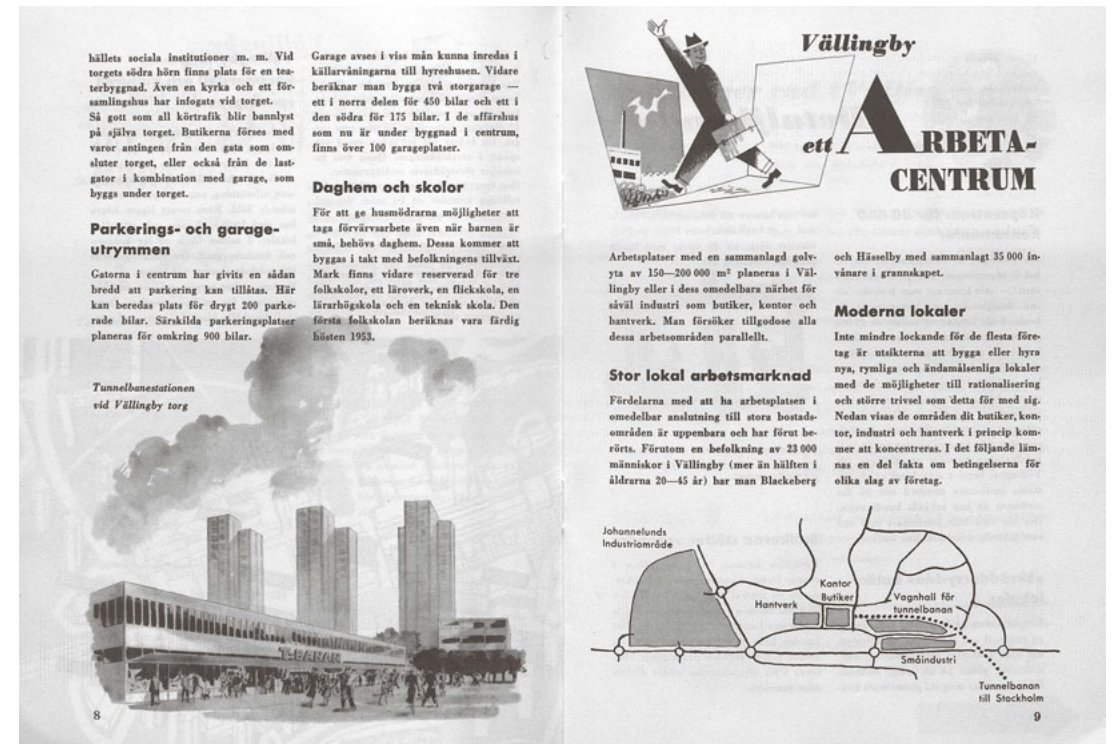 hällets sociala institutioner m. m. Vid
torgets södra hörn finns plats för en tea-
terbyggnad. Även en kyrka och ett för-
samlingshus har infogats vid torget.
Så gott som all körtrafik blir bannlyst
på själva torget. Butikerna förses med
varor antingen från den gata som om-
sluter torget, eller också från de last-
gator i kombination med garage, som
byggs under torget.
Parkerings- och garage-
utrymmen
Gatorna i centrum har givits en sådan
bredd att parkering kan tillåtas. Här
kan beredas plats för drygt 200 parke-
rade bilar. Särskilda parkeringsplatser
planeras för omkring 900 bilar.
Garage avses i viss mån kunna inredas i
källarvåningarna till hyreshusen. Vidare
beräknar man bygga två storgarage —
ett i norra delen för 450 bilar och ett i
den södra för 175 bilar. I de affärshus
som nu är under byggnad i centrum,
finns över 100 garageplatser.
Daghem och skolor
För att ge husmödrarna möjligheter att
taga förvärvsarbete även när barnen är
små, behövs daghem. Dessa kommer att
byggas i takt med befolkningens tillväxt.
Mark finns vidare reserverad för tre
folkskolor, ett läroverk, en flickskola, en
lärarhögskola och en teknisk skola. Den
första folkskolan beräknas vara färdig
hösten 1953.
Tunnelbanestationen
vid Vällingby torg
T-BANAN
8
Vällingby
ett ARBETA-
CENTRUM
Arbetsplatser med en sammanlagd golv-
yta av 150—200 000 m² planeras i Väl-
lingby eller i dess omedelbara närhet för
såväl industri som butiker, kontor och
hantverk. Man försöker tillgodose alla
dessa arbetsområden parallellt.
Stor lokal arbetsmarknad
Fördelarna med att ha arbetsplatsen i
omedelbar anslutning till stora bostads-
områden är uppenbara och har förut be-
rörts. Förutom en befolkning av 23 000
människor i Vällingby (mer än hälften i
åldrarna 20—45 år) har man Blackeberg
och Hässelby med sammanlagt 35 000 in-
vånare i grannskapet.
Moderna lokaler
Inte mindre lockande för de flesta före-
tag är utsikterna att bygga eller hyra
nya, rymliga och ändamålsenliga lokaler
med de möjligheter till rationalisering
och större trivsel som detta för med sig.
Nedan visas de områden dit butiker, kon-
tor, industri och hantverk i princip kom-
mer att koncentreras. I det följande läm-
nas en del fakta om betingelserna för
olika slag av företag.
Johannelunds
Industriområde
Hantverk
Kontor
Butiker
Vagnhall för
tunnelbanan
Småindustri
Tunnelbanan
till Stockholm
9